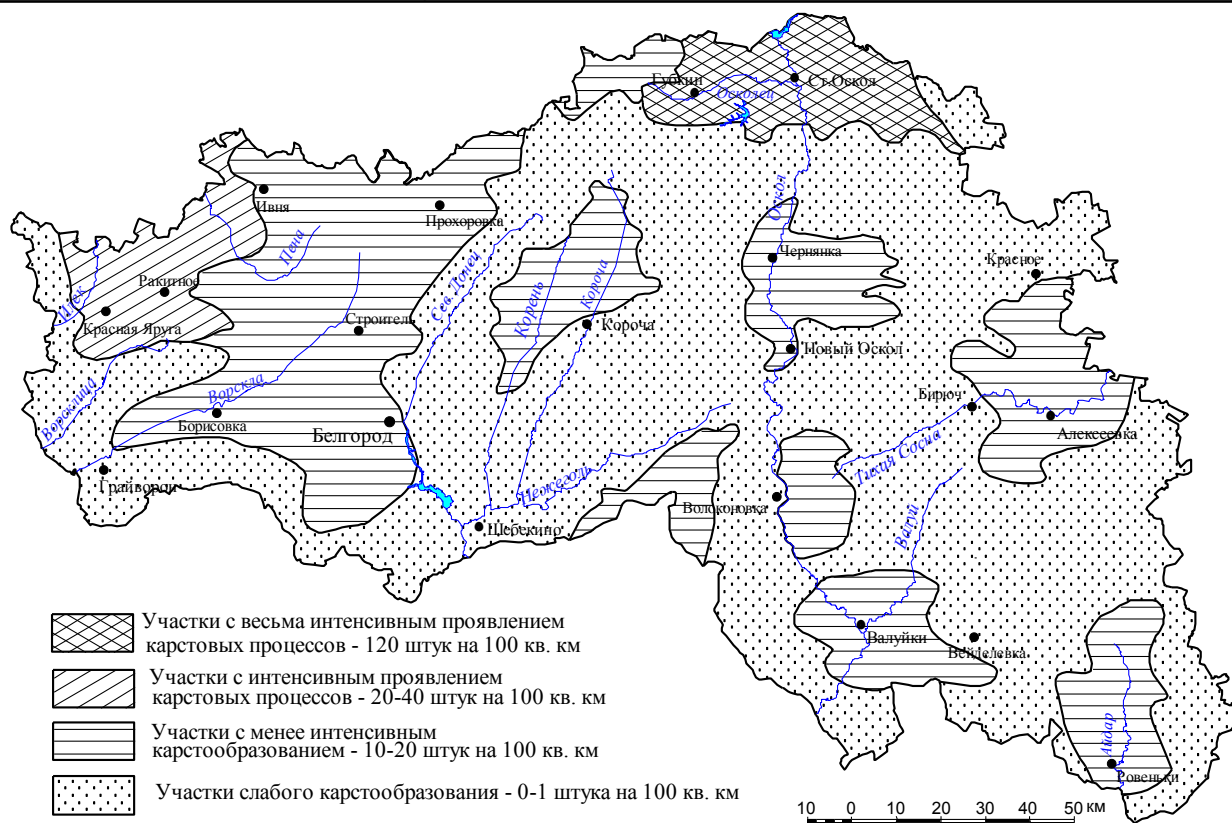 Губкин
Ст.Оскол
Осколец
Ивня
Прохоровка
Оскол
Пена
Чернянка
Красное
Сев. Донец
Корень
Короча
Ракитное
Илек
Красная Яруга
Строитель
Короча
Новый Оскол
Ворсклица
Ворскла
Борисовка
Белгород
Бирюч
Алексеевка
Тихая Сосна
Грайворон
Нежеголь
Волоконовка
Валуй
Шебекино
Валуйки
Вейделевка
Айдар
Ровеньки
Участки с весьма интенсивным проявлением
карстовых процессов - 120 штук на 100 кв. км
Участки с интенсивным проявлением
карстовых процессов - 20-40 штук на 100 кв. км
Участки с менее интенсивным
карстообразованием - 10-20 штук на 100 кв. км
Участки слабого карстообразования - 0-1 штука на 100 кв. км
10 0 10 20 30 40 50 км